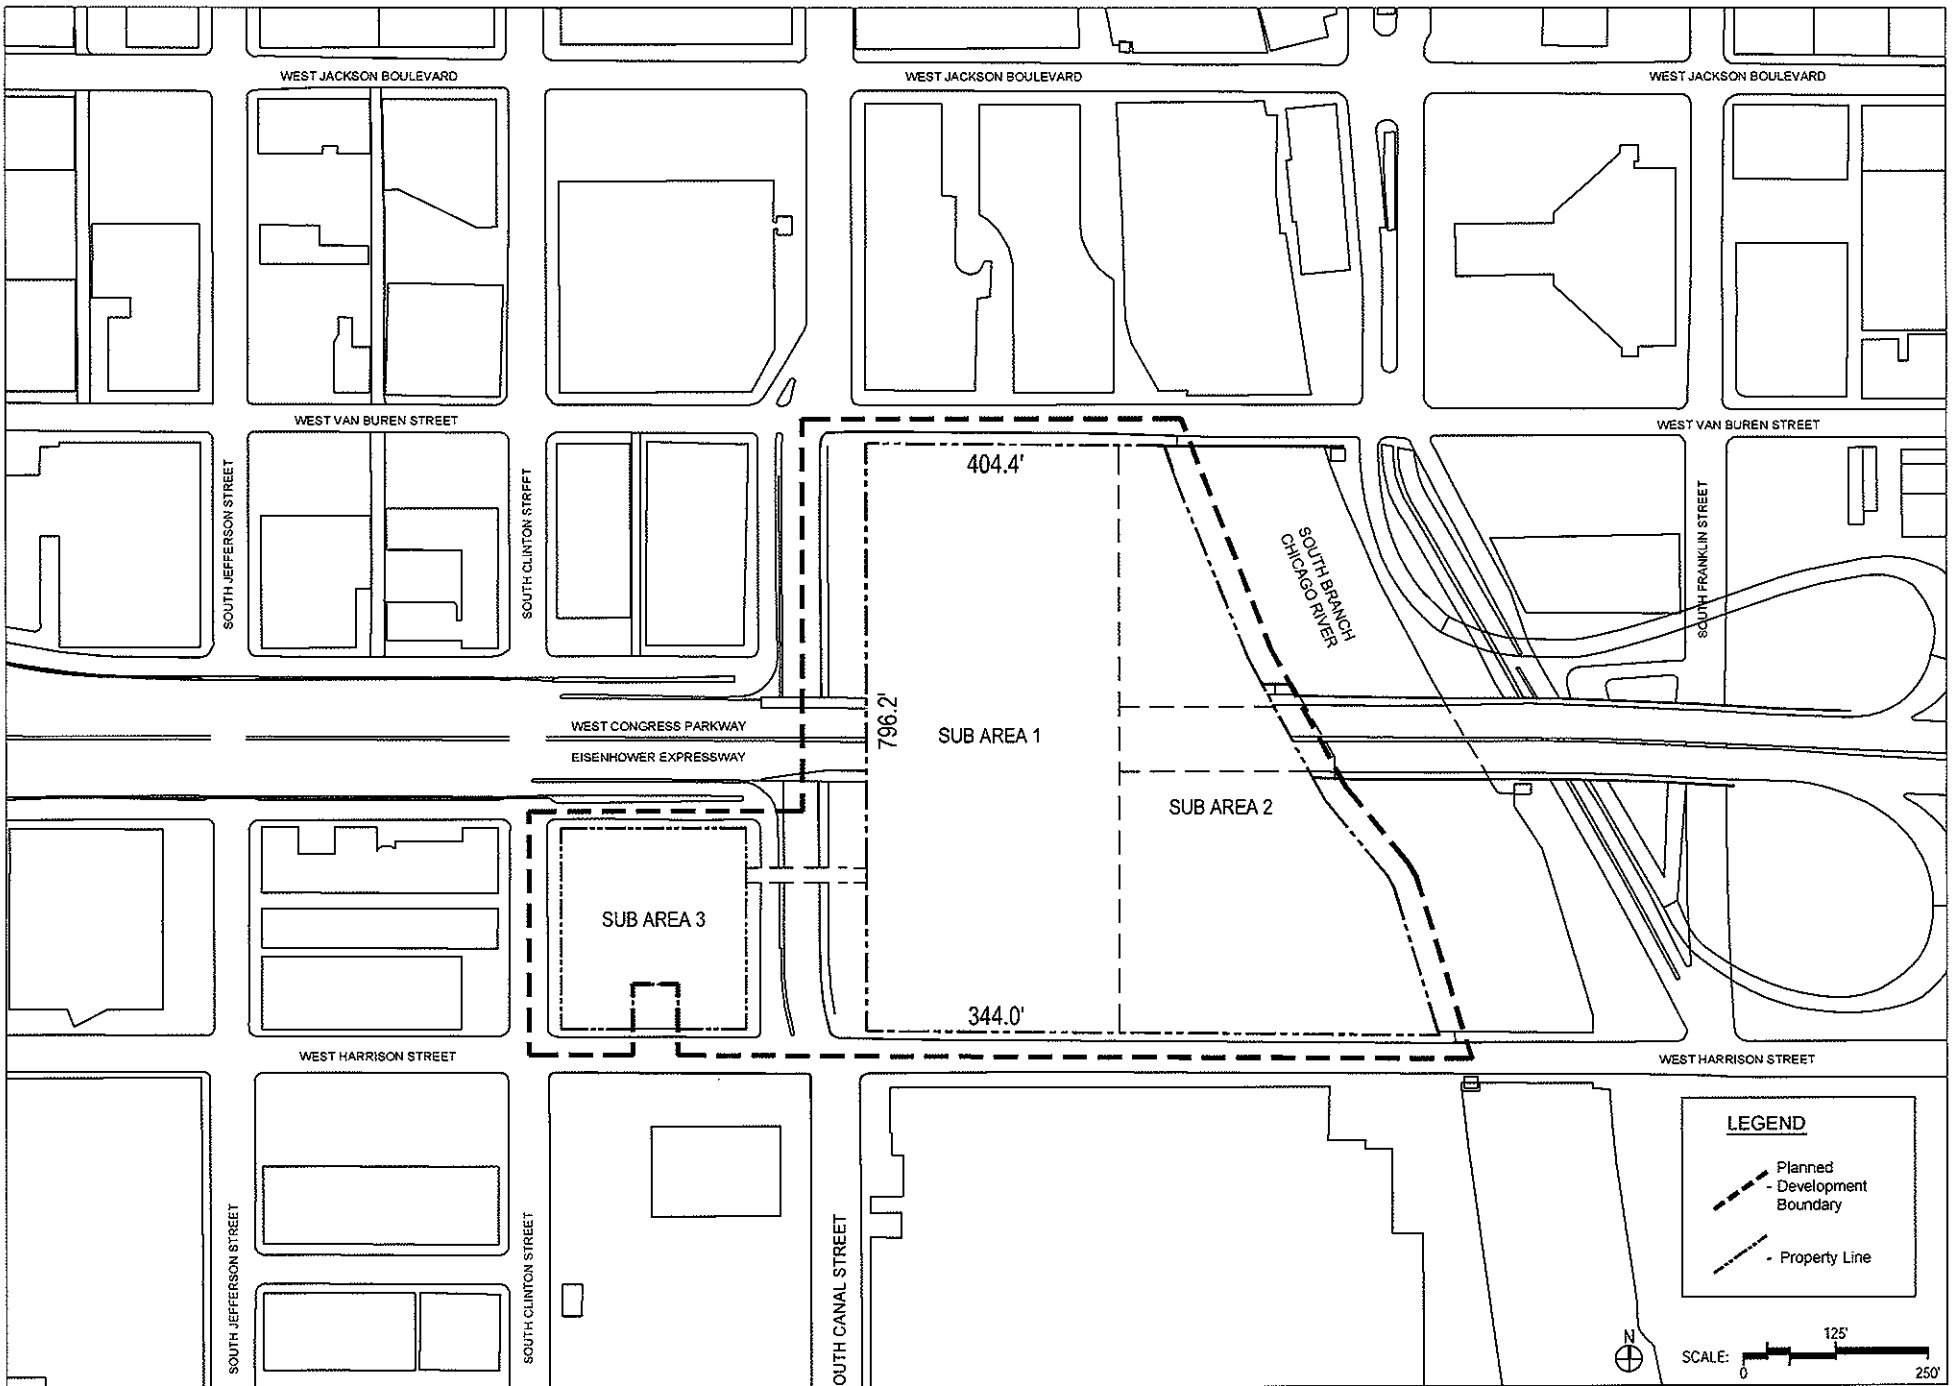 WEST JACKSON BOULEVARD
WEST JACKSON BOULEVARD
WEST JACKSON BOULEVARD
WEST VAN BUREN STREET
WEST VAN BUREN STREET
404.4'
SOUTH JEFFERSON STREET
SOUTH CLINTON STREET
SOUTH BRANCH
CHICAGO RIVER
SOUTH FRANKLIN STREET
796.2'
WEST CONGRESS PARKWAY
EISENHOWER EXPRESSWAY
SUB AREA 1
SUB AREA 2
SUB AREA 3
344.0'
WEST HARRISON STREET
WEST HARRISON STREET
SOUTH JEFFERSON STREET
SOUTH CLINTON STREET
OUTH CANAL STREET
LEGEND
Planned
- Development
Boundary
- Property Line
N
SCALE:
0
125'
250'